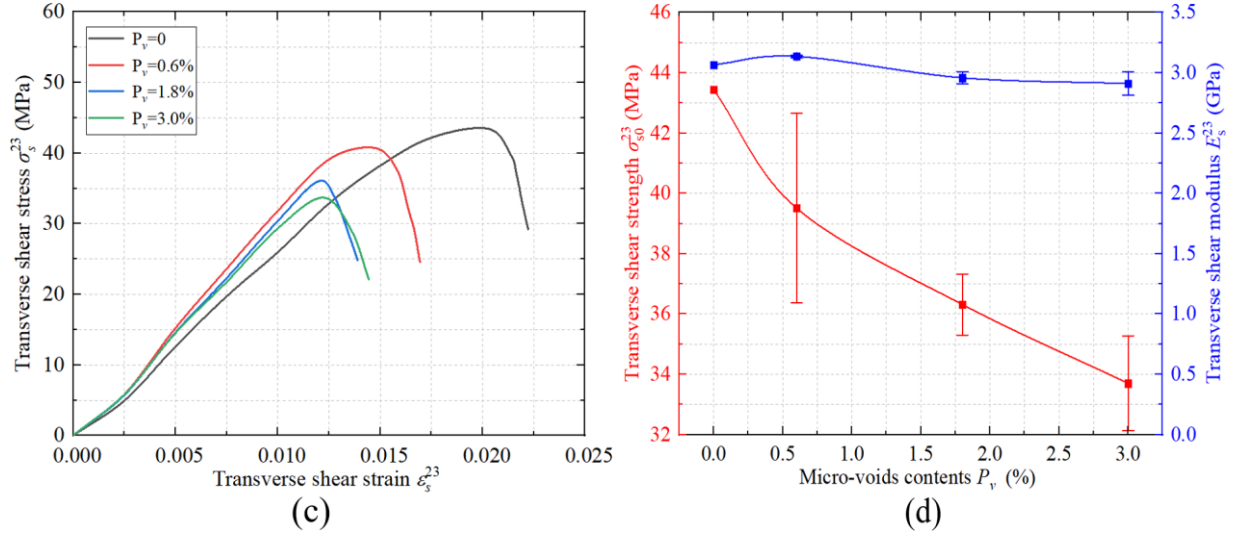 60
50
40
30
20
10
0
Transverse shear stress σ_s^23 (MPa)
P_v=0
P_v=0.6%
P_v=1.8%
P_v=3.0%
0.000 0.005 0.010 0.015 0.020 0.025
Transverse shear strain ε_s^23
(c)
46
44
42
40
38
36
34
32
Transverse shear strength σ_s0^23 (MPa)
3.5
3.0
2.5
2.0
1.5
1.0
0.5
0.0
Transverse shear modulus E_s^23 (GPa)
0.0 0.5 1.0 1.5 2.0 2.5 3.0
Micro-voids contents P_v (%)
(d)